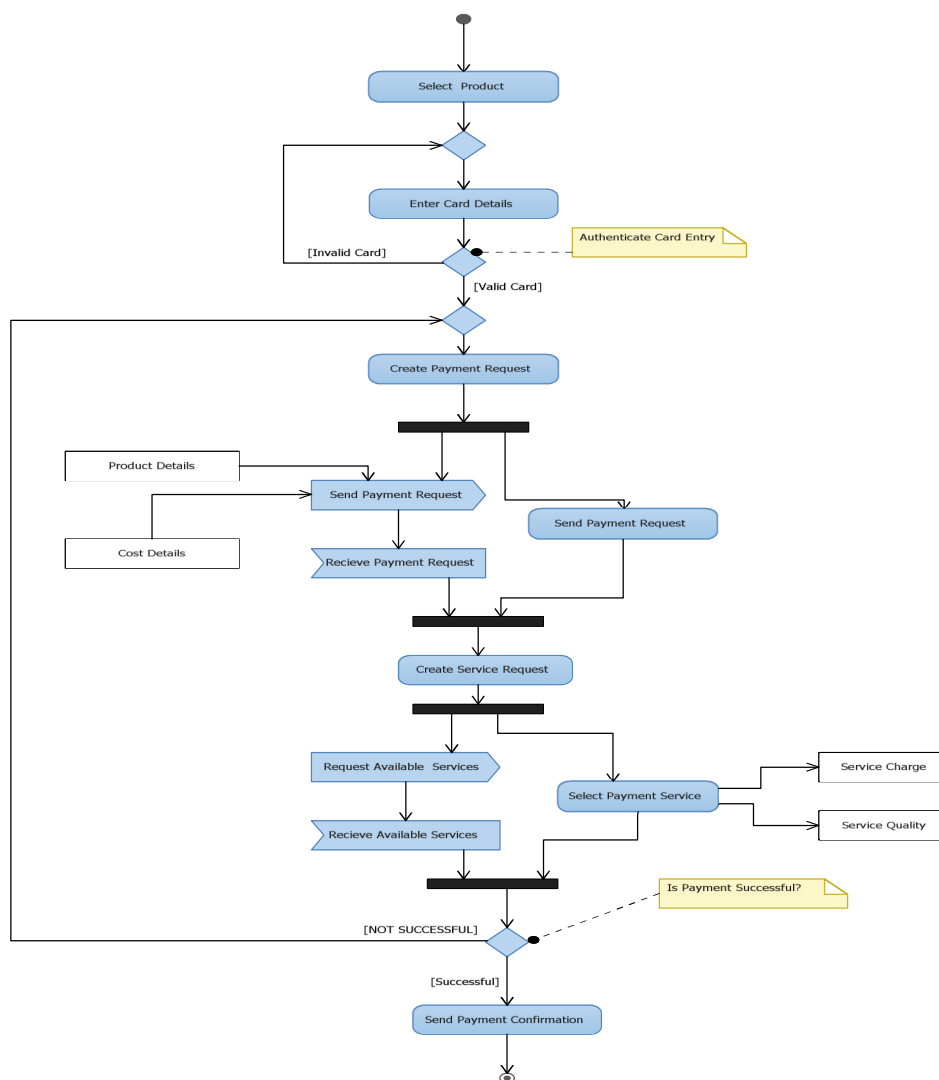 Select  Product
Enter Card Details
Authenticate Card Entry
[Invalid Card]
[Valid Card]
Create Payment Request
Product Details
Send Payment Request
Send Payment Request
Cost Details
Recieve Payment Request
Create Service Request
Request Available  Services
Service Charge
Select Payment Service
Service Quality
Recieve Available Services
Is Payment Successful?
[NOT SUCCESSFUL]
[Successful]
Send Payment Confirmation